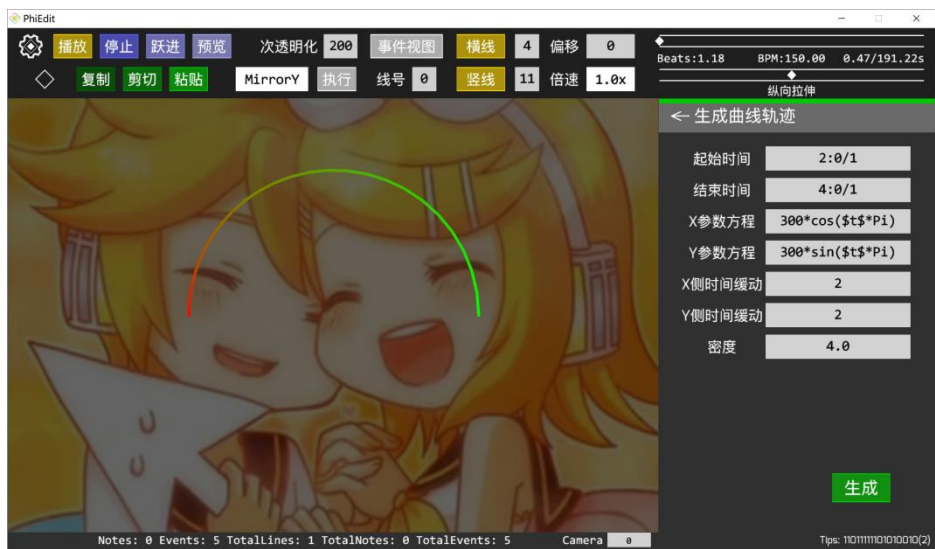 PhiEdit
播放 停止 跃进 预览 次透明化 200 事件视图 横线 4 偏移 0
Beats:1.18 BPM:150.00 0.47/191.22s
复制 剪切 粘贴 MirrorY 执行 线号 0 竖线 11 倍速 1.0x
纵向拉伸
← 生成曲线轨迹
起始时间 2:0/1
结束时间 4:0/1
X参数方程 300*cos($t$*Pi)
Y参数方程 300*sin($t$*Pi)
X侧时间缓动 2
Y侧时间缓动 2
密度 4.0
生成
Notes: 0 Events: 5 TotalLines: 1 TotalNotes: 0 TotalEvents: 5 Camera 0